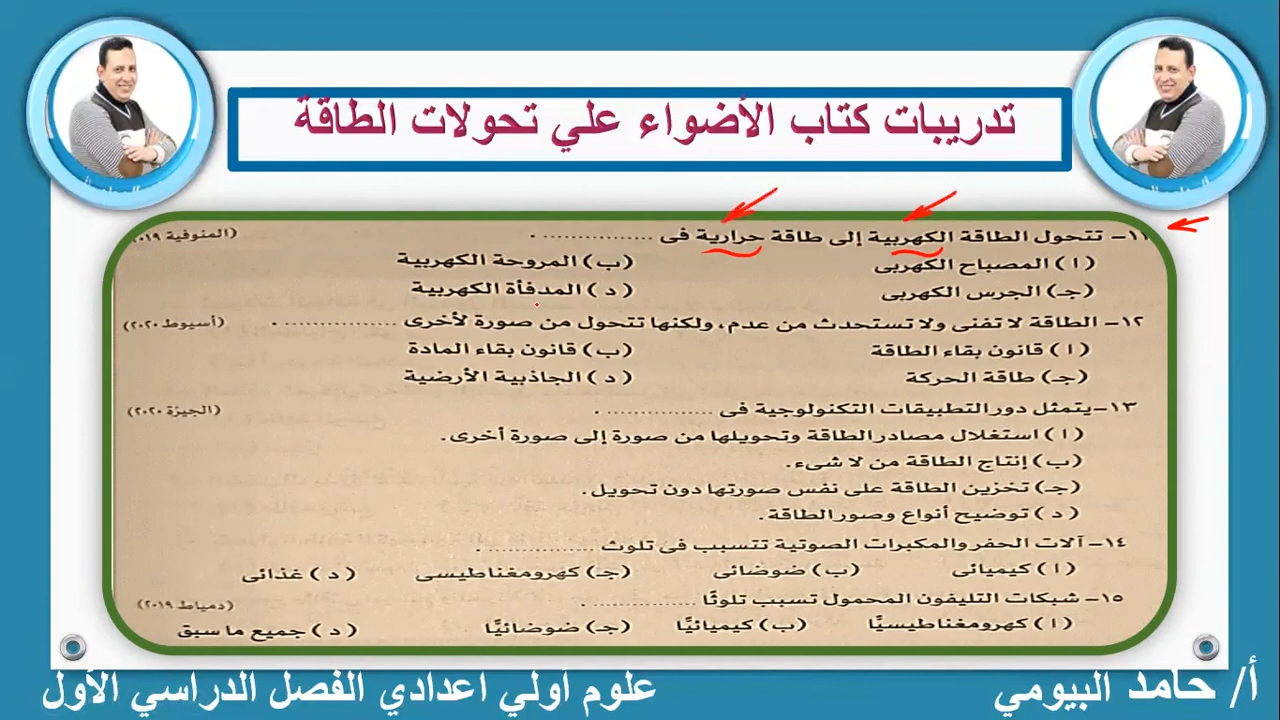 تدريبات كتاب الأضواء علي تحولات الطاقة
١١- تتحول الطاقة الكهربية إلى طاقة حرارية فى .............. . (المنوفية ٢٠١٩)
(أ) المصباح الكهربى (ب) المروحة الكهربية
(جـ) الجرس الكهربى (د) المدفأة الكهربية
١٢- الطاقة لا تفنى ولا تستحدث من عدم، ولكنها تتحول من صورة لأخرى .............. . (أسيوط ٢٠٢٠)
(أ) قانون بقاء الطاقة (ب) قانون بقاء المادة
(جـ) طاقة الحركة (د) الجاذبية الأرضية
١٣- يتمثل دور التطبيقات التكنولوجية فى .............. . (الجيزة ٢٠٢٠)
(أ) استغلال مصادر الطاقة وتحويلها من صورة إلى صورة أخرى.
(ب) إنتاج الطاقة من لا شىء.
(جـ) تخزين الطاقة على نفس صورتها دون تحويل.
(د) توضيح أنواع وصور الطاقة.
١٤- آلات الحفر والمكبرات الصوتية تتسبب فى تلوث .............. .
(أ) كيميائى (ب) ضوضائى (جـ) كهرومغناطيسى (د) غذائى
١٥- شبكات التليفون المحمول تسبب تلوثًا .............. . (دمياط ٢٠١٩)
(أ) كهرومغناطيسيًّا (ب) كيميائيًّا (جـ) ضوضائيًّا (د) جميع ما سبق
أ/ حامد البيومي
علوم أولي اعدادي الفصل الدراسي الأول